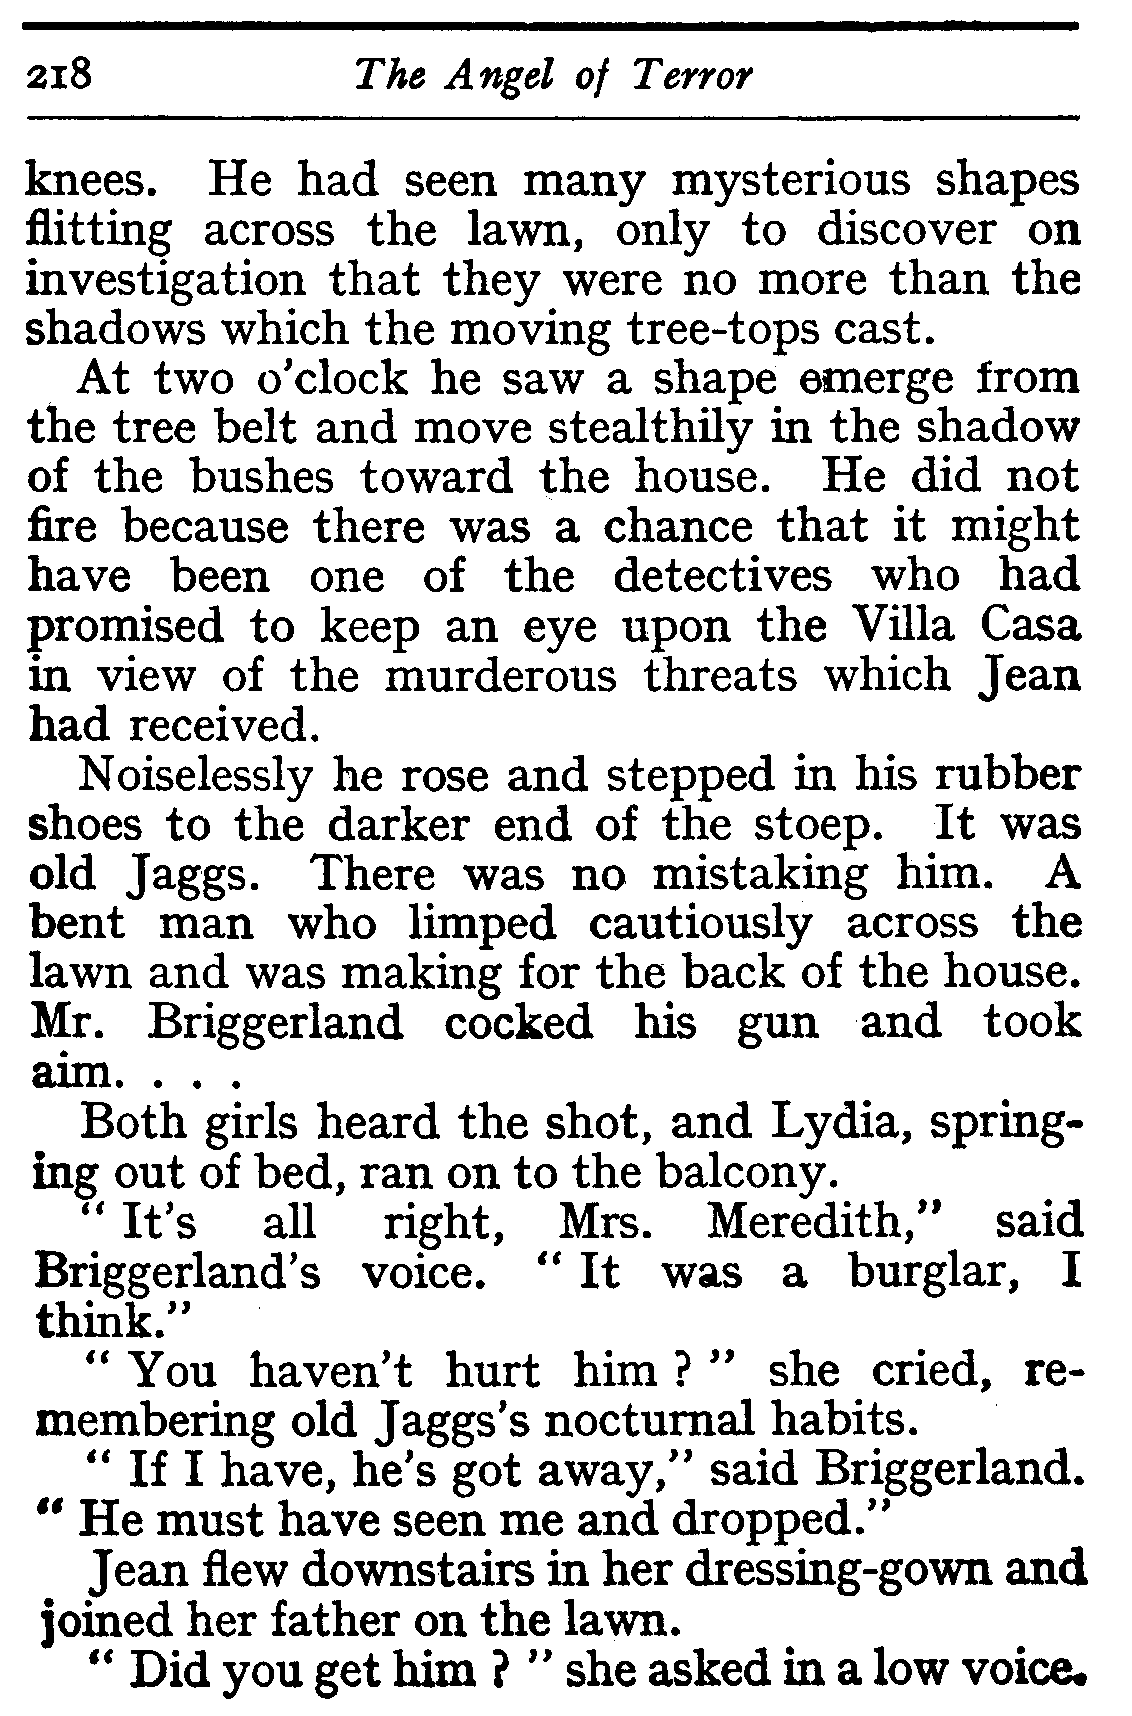 218 The Angel of Terror
knees. He had seen many mysterious shapes
flitting across the lawn, only to discover on
investigation that they were no more than the
shadows which the moving tree-tops cast.
At two o'clock he saw a shape emerge from
the tree belt and move stealthily in the shadow
of the bushes toward the house. He did not
fire because there was a chance that it might
have been one of the detectives who had
promised to keep an eye upon the Villa Casa
in view of the murderous threats which Jean
had received.
Noiselessly he rose and stepped in his rubber
shoes to the darker end of the stoep. It was
old Jaggs. There was no mistaking him. A
bent man who limped cautiously across the
lawn and was making for the back of the house.
Mr. Briggerland cocked his gun and took
aim. . . .
Both girls heard the shot, and Lydia, spring-
ing out of bed, ran on to the balcony.
“ It's all right, Mrs. Meredith,” said
Briggerland's voice. “ It was a burglar, I
think.”
“ You haven't hurt him ? ” she cried, re-
membering old Jaggs's nocturnal habits.
“ If I have, he's got away,” said Briggerland.
“ He must have seen me and dropped.”
Jean flew downstairs in her dressing-gown and
joined her father on the lawn.
“ Did you get him ? ” she asked in a low voice.